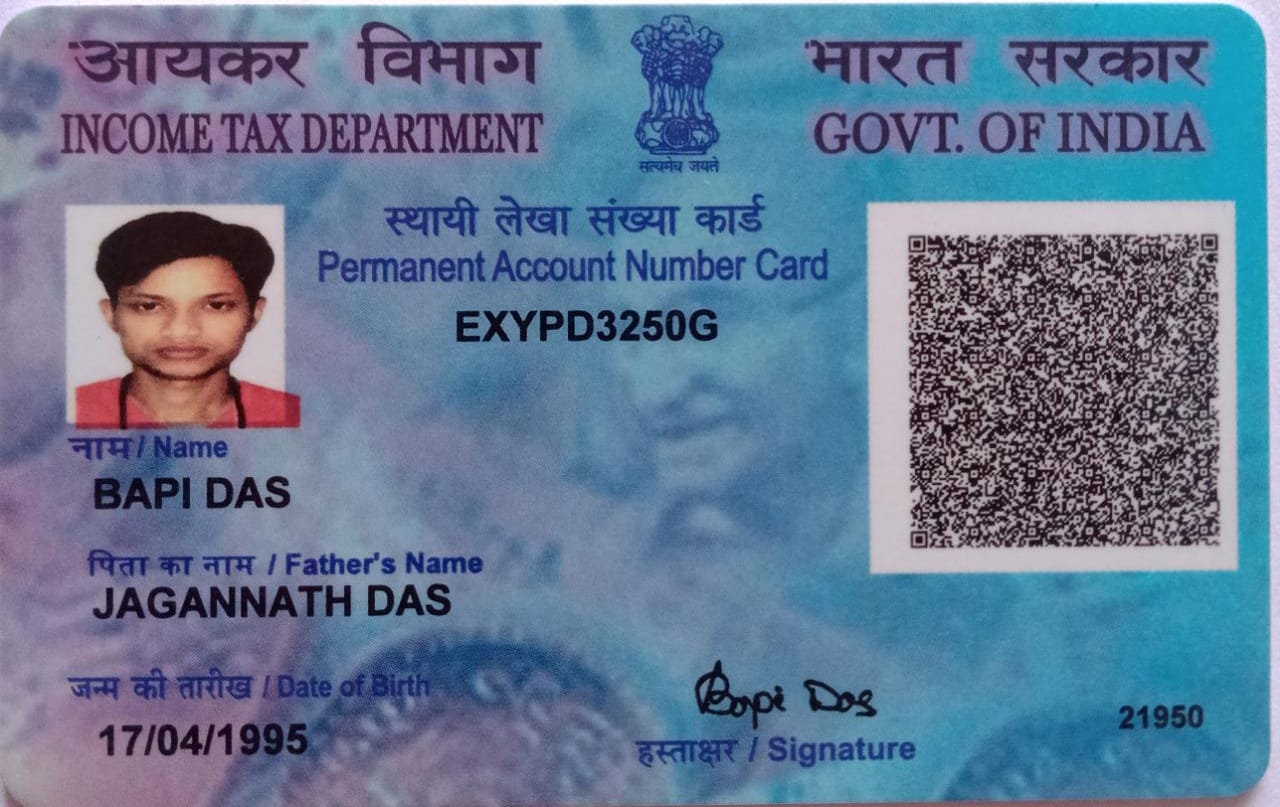 आयकर विभाग
INCOME TAX DEPARTMENT
सत्यमेव जयते
भारत सरकार
GOVT. OF INDIA
स्थायी लेखा संख्या कार्ड
Permanent Account Number Card
EXYPD3250G
नाम / Name
BAPI DAS
पिता का नाम / Father's Name
JAGANNATH DAS
जन्म की तारीख / Date of Birth
17/04/1995
Bapi Das
हस्ताक्षर / Signature
21950